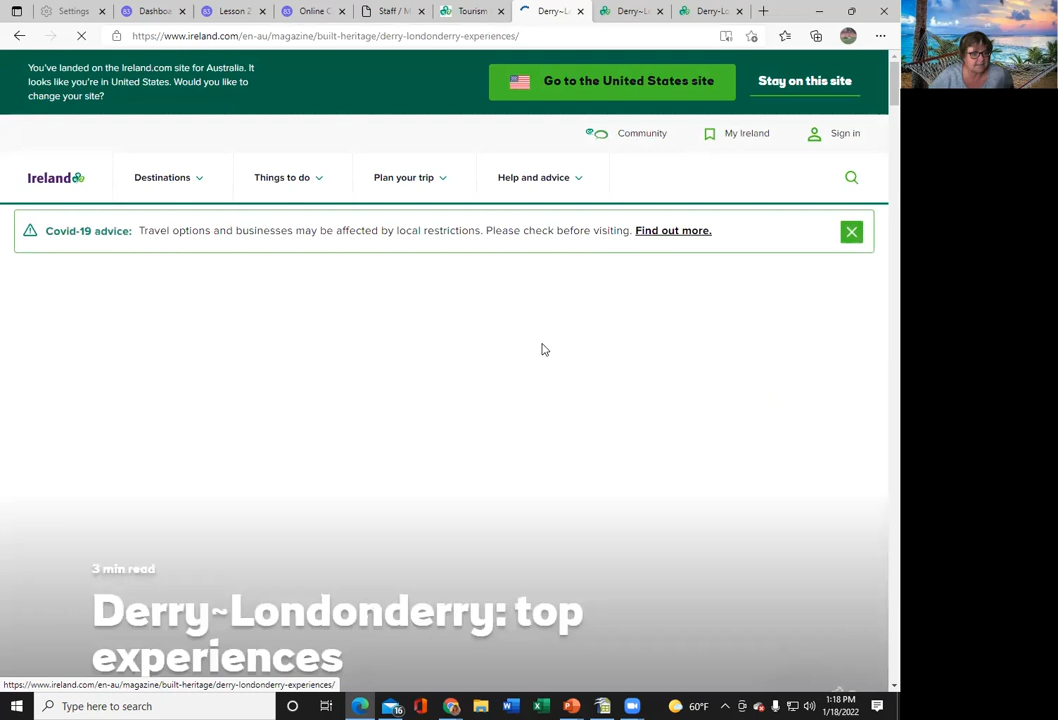 Settings
Dashboa
Lesson 2
Online C
Staff / M
Tourism
Derry~L
Derry~L
Derry-Lo
https://www.ireland.com/en-au/magazine/built-heritage/derry-londonderry-experiences/
You've landed on the Ireland.com site for Australia. It
looks like you're in United States. Would you like to
change your site?
Go to the United States site
Stay on this site
Community
My Ireland
Sign in
Ireland
Destinations
Things to do
Plan your trip
Help and advice
Covid-19 advice: Travel options and businesses may be affected by local restrictions. Please check before visiting. Find out more.
3 min read
Derry~Londonderry: top
experiences
https://www.ireland.com/en-au/magazine/built-heritage/derry-londonderry-experiences/
Type here to search
16
60°F
1:18 PM
1/18/2022